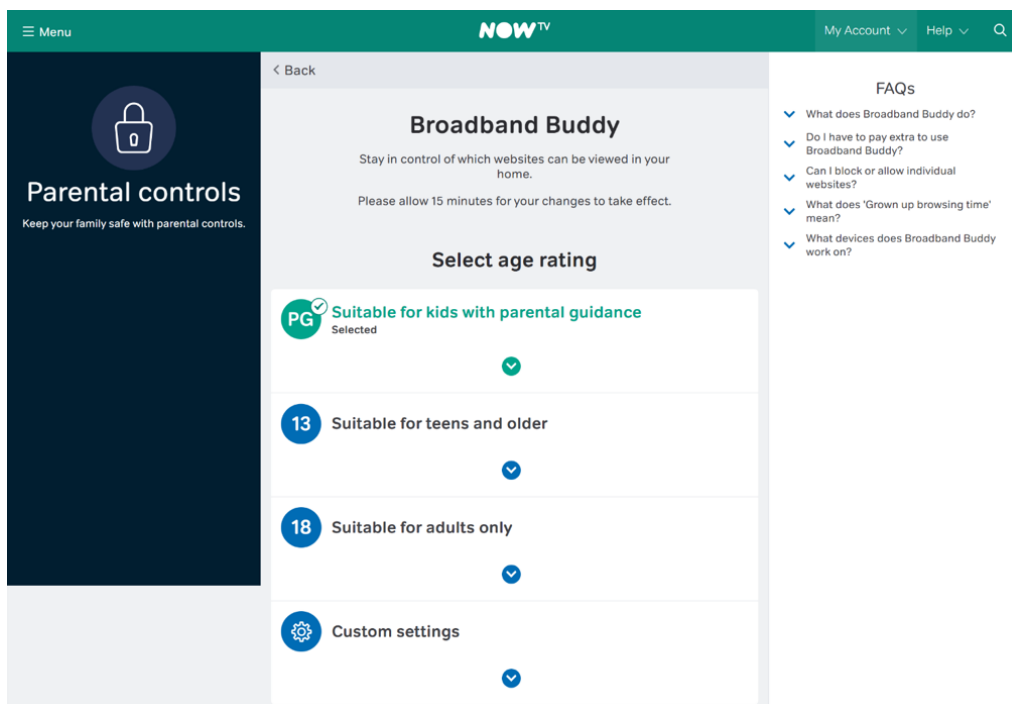 Menu
NOW TV
My Account
Help
Parental controls
Keep your family safe with parental controls.
Back
Broadband Buddy
Stay in control of which websites can be viewed in your
home.
Please allow 15 minutes for your changes to take effect.
Select age rating
PG
Suitable for kids with parental guidance
Selected
13
Suitable for teens and older
18
Suitable for adults only
Custom settings
FAQs
What does Broadband Buddy do?
Do I have to pay extra to use
Broadband Buddy?
Can I block or allow individual
websites?
What does 'Grown up browsing time'
mean?
What devices does Broadband Buddy
work on?